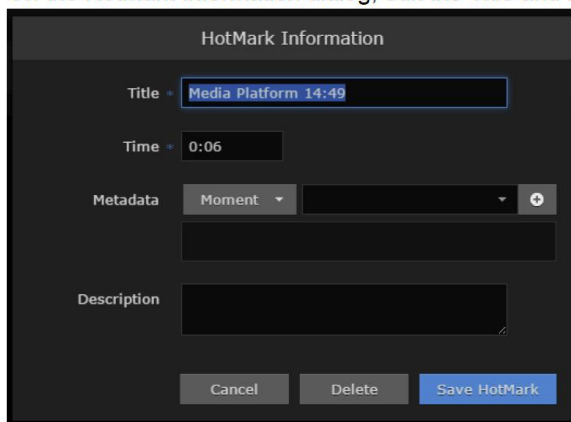 HotMark Information
Title * Media Platform 14:49
Time * 0:06
Metadata Moment
Description
Cancel Delete Save HotMark